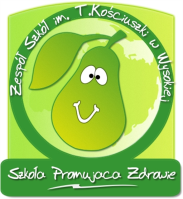 Zespół Szkół im. T.Kościuszki w Wysokiej
Szkoła Promująca Zdrowie